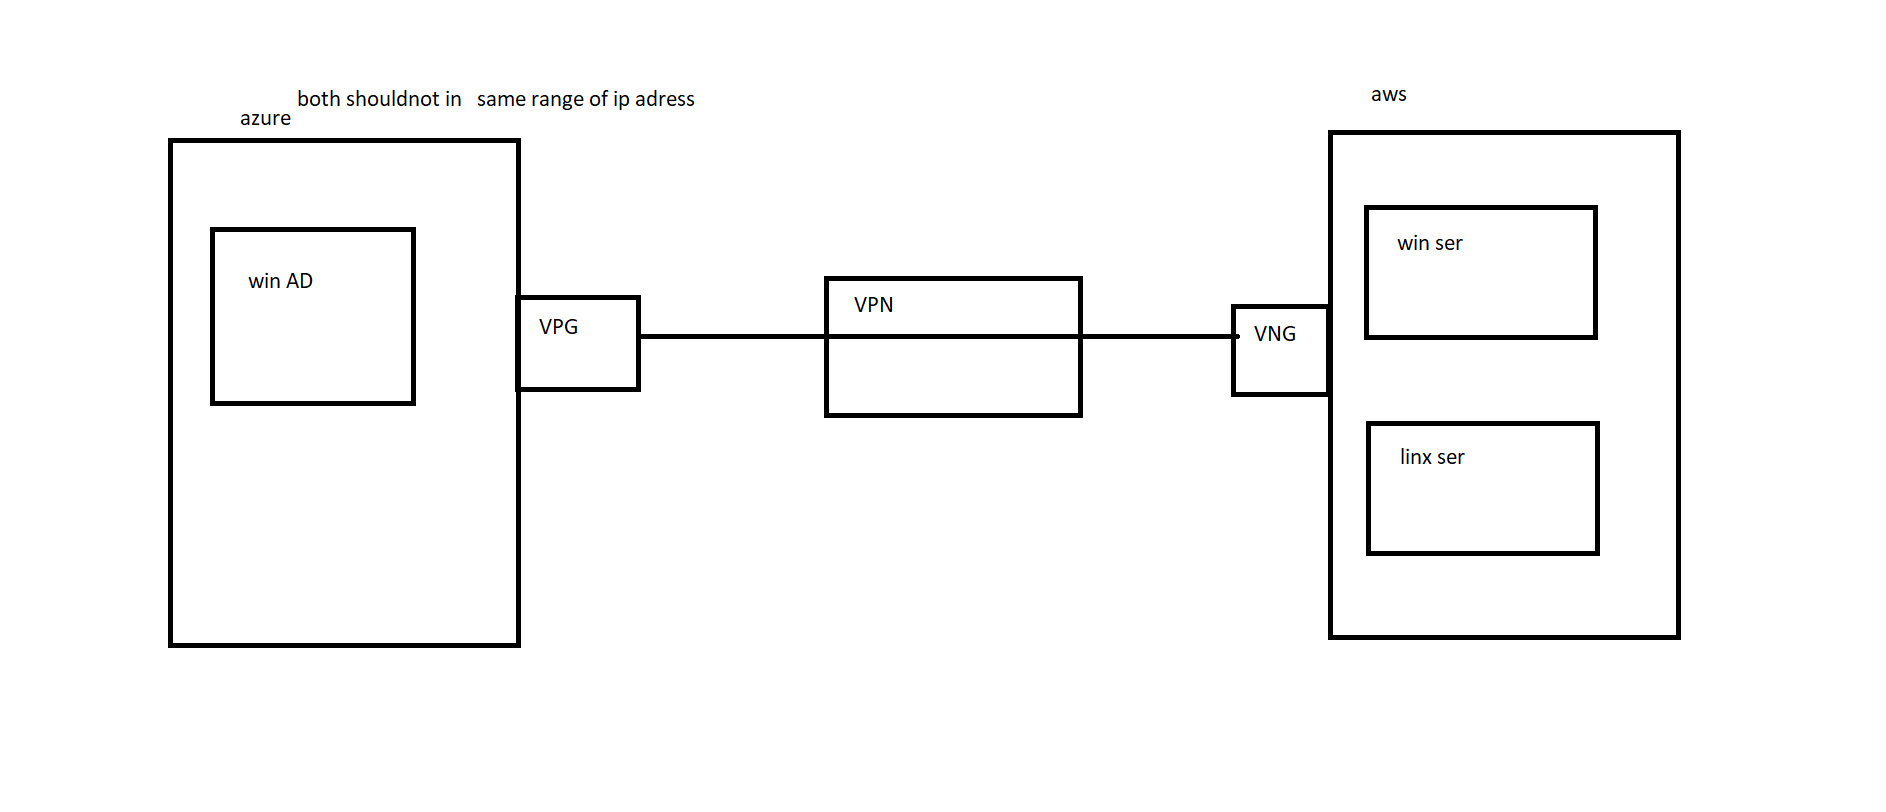 both shouldnot in same range of ip adress
azure
aws
win AD
VPG
VPN
VNG
win ser
linx ser